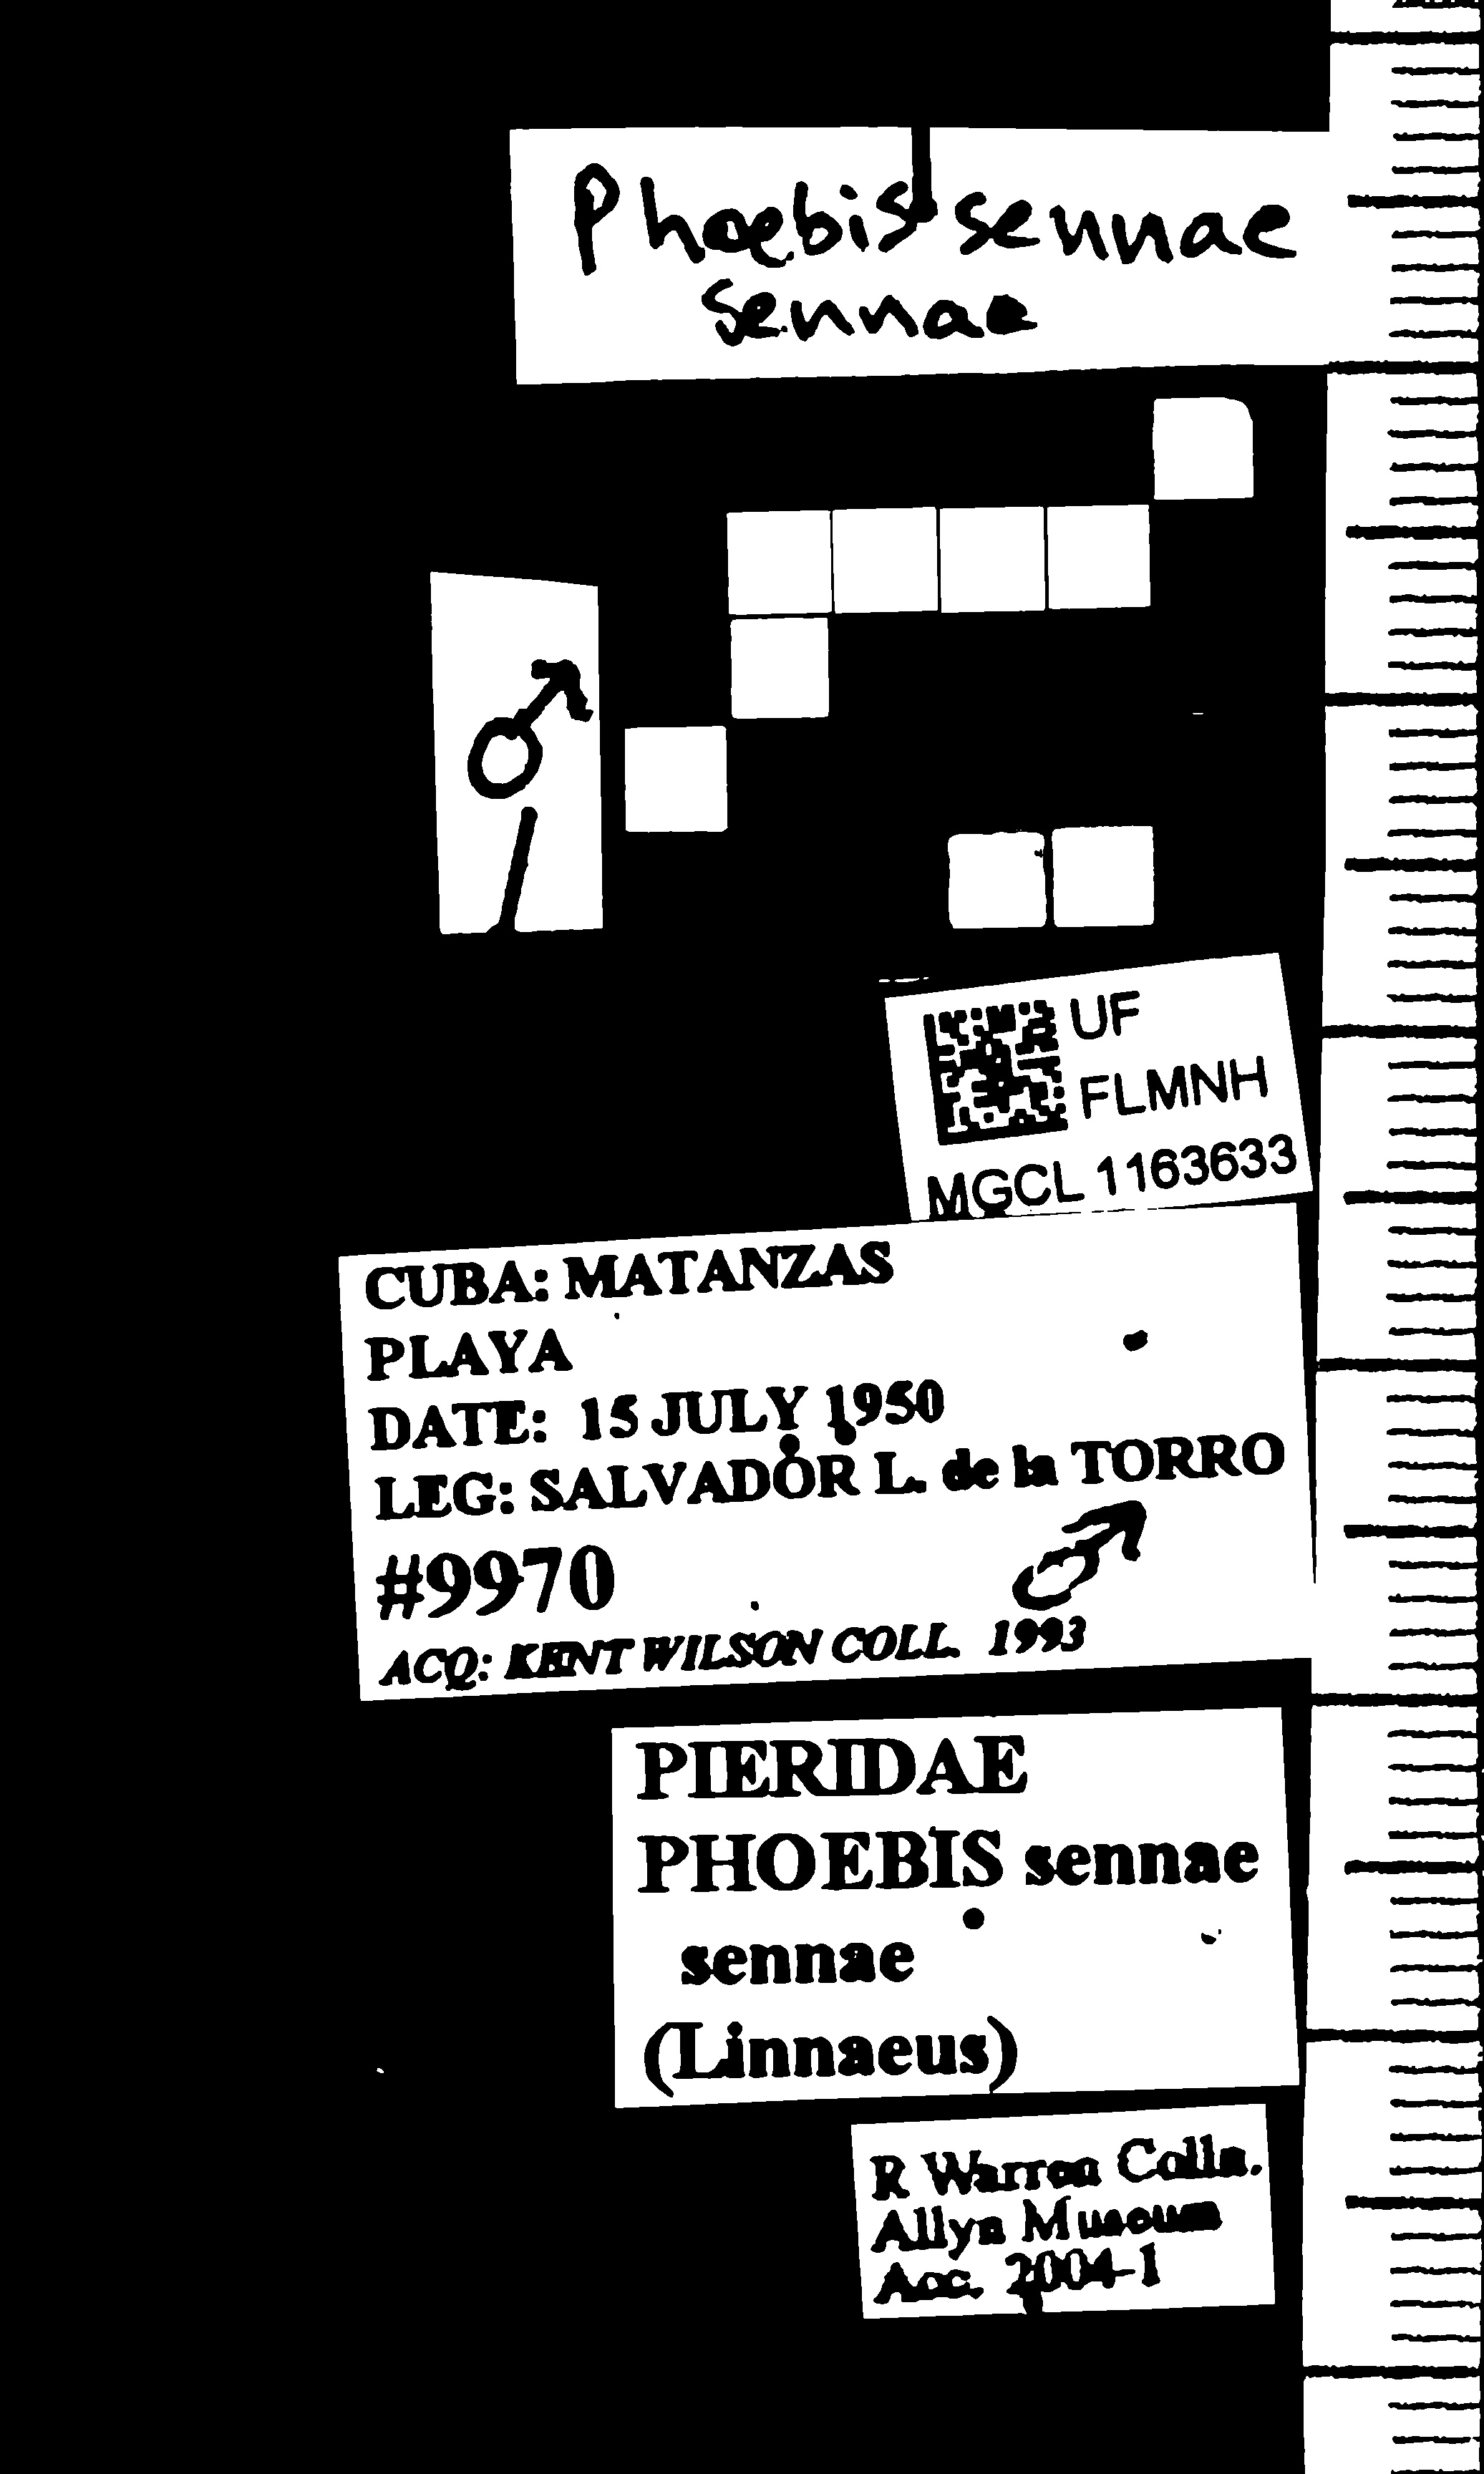 Phoebis sennae
sennae
♂
UF
FLMNH
MGCL 1163633
CUBA: MATANZAS
PLAYA
DATE: 15 JULY 1950
LEG: SALVADOR L. de la TORRO
#9970 ♂
ACQ: KENT WILSON COLL. 1993
PIERIDAE
PHOEBIS sennae
sennae
(Linnaeus)
R Warren Colln.
Allyn Museum
Acc. 2004-1